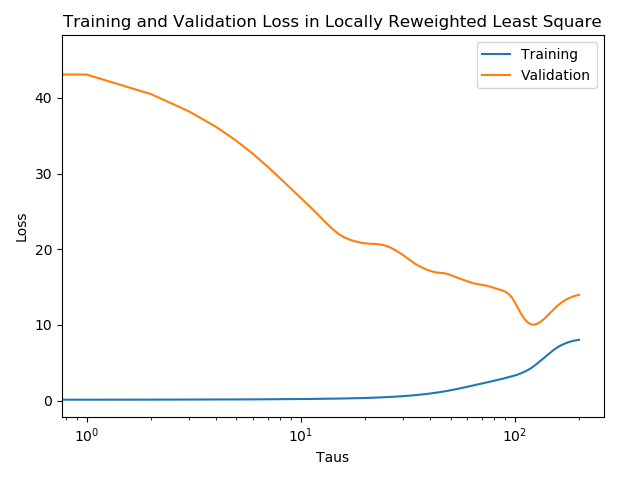 Training and Validation Loss in Locally Reweighted Least Square
Training
Validation
Loss
40
30
20
10
0
10^0
10^1
10^2
Taus